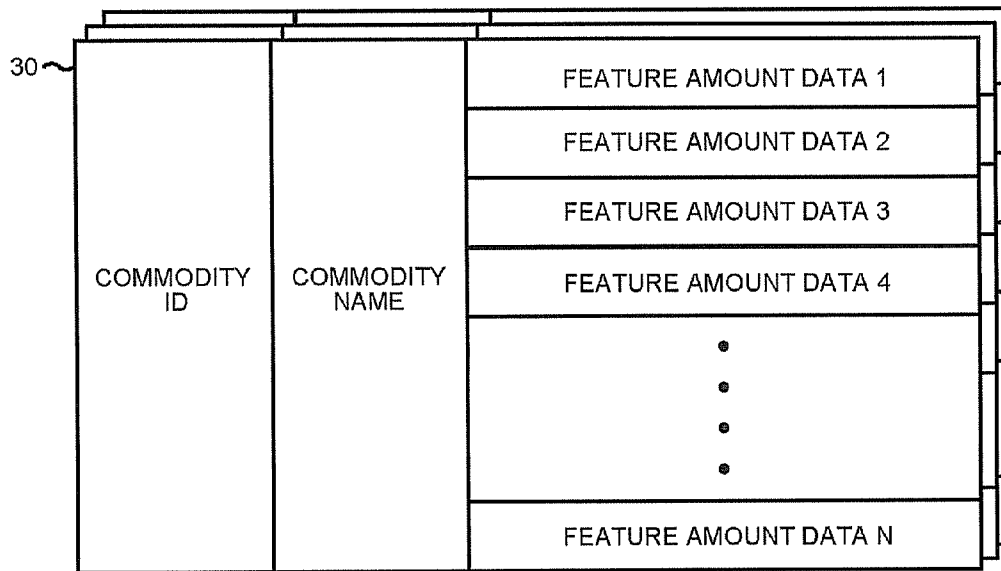 30
COMMODITY
ID
COMMODITY
NAME
FEATURE AMOUNT DATA 1
FEATURE AMOUNT DATA 2
FEATURE AMOUNT DATA 3
FEATURE AMOUNT DATA 4
FEATURE AMOUNT DATA N